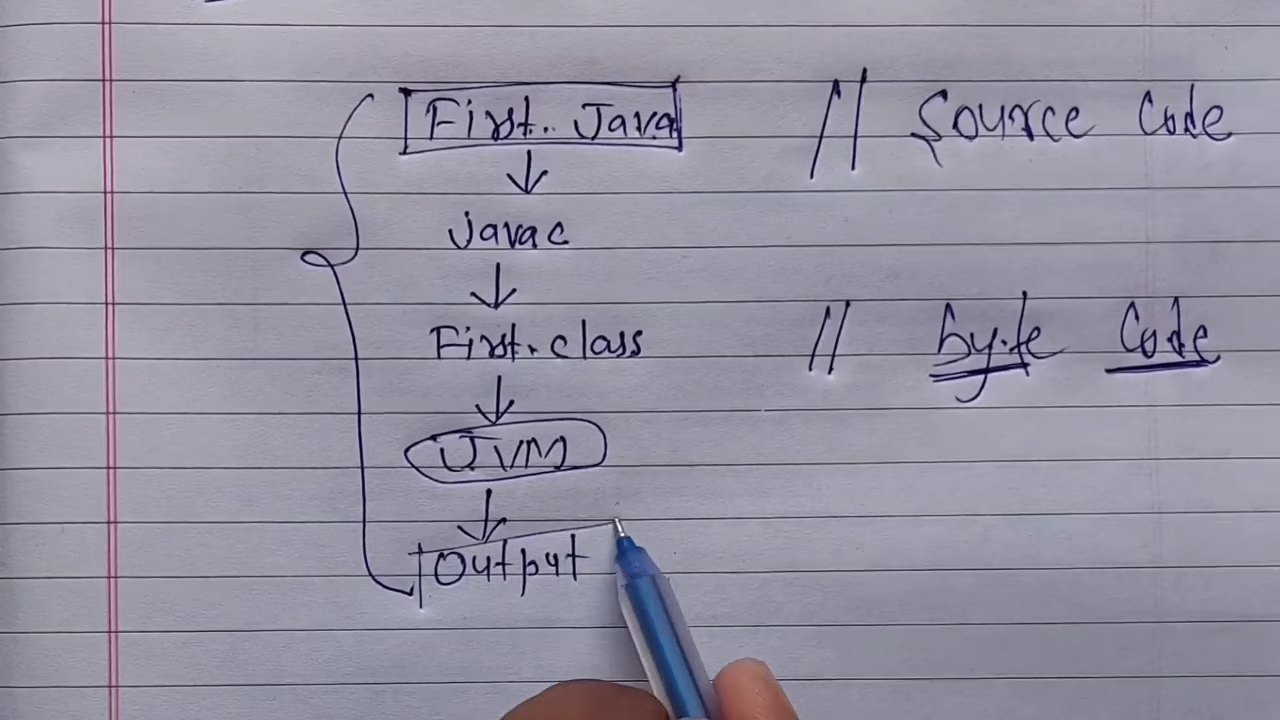 First. Java // Source Code
javac
First.class // byte Code
JVM
Output